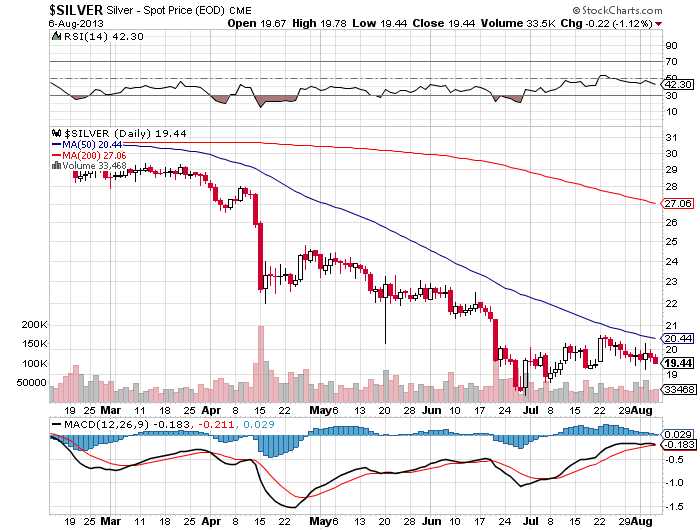 $SILVER Silver - Spot Price (EOD) CME © StockCharts.com
6-Aug-2013 Open 19.67 High 19.78 Low 19.44 Close 19.44 Volume 33.5K Chg -0.22 (-1.12%)
RSI(14) 42.30
90
70
50
42.30
30
10
$SILVER (Daily) 19.44
MA(50) 20.44
MA(200) 27.06
Volume 33,468
31
30
29
28
27.06
26
25
24
23
22
21
20.44
20
19.44
19
33468
200K
150K
100K
50000
19 25 Mar 11 18 25 Apr 8 15 22 May 6 13 20 28 Jun 10 17 24 Jul 8 15 22 29 Aug
MACD(12,26,9) -0.183, -0.211, 0.029
0.029
-0.183
-0.5
-1.0
-1.5
19 25 Mar 11 18 25 Apr 8 15 22 May 6 13 20 28 Jun 10 17 24 Jul 8 15 22 29 Aug